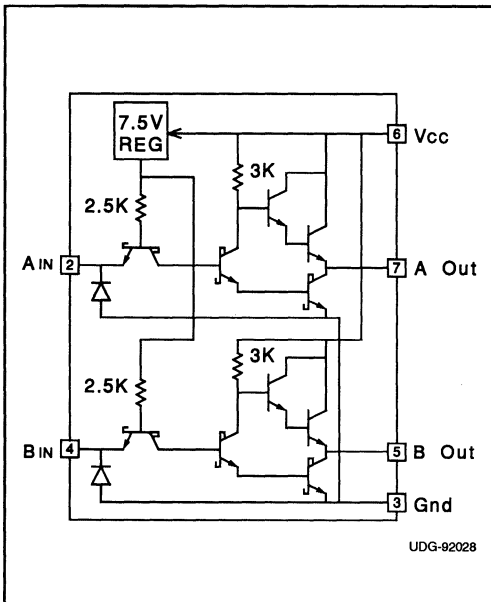 7.5V
REG
6 Vcc
3K
2.5K
A IN 2
7 A Out
3K
2.5K
B IN 4
5 B Out
3 Gnd
UDG-92028